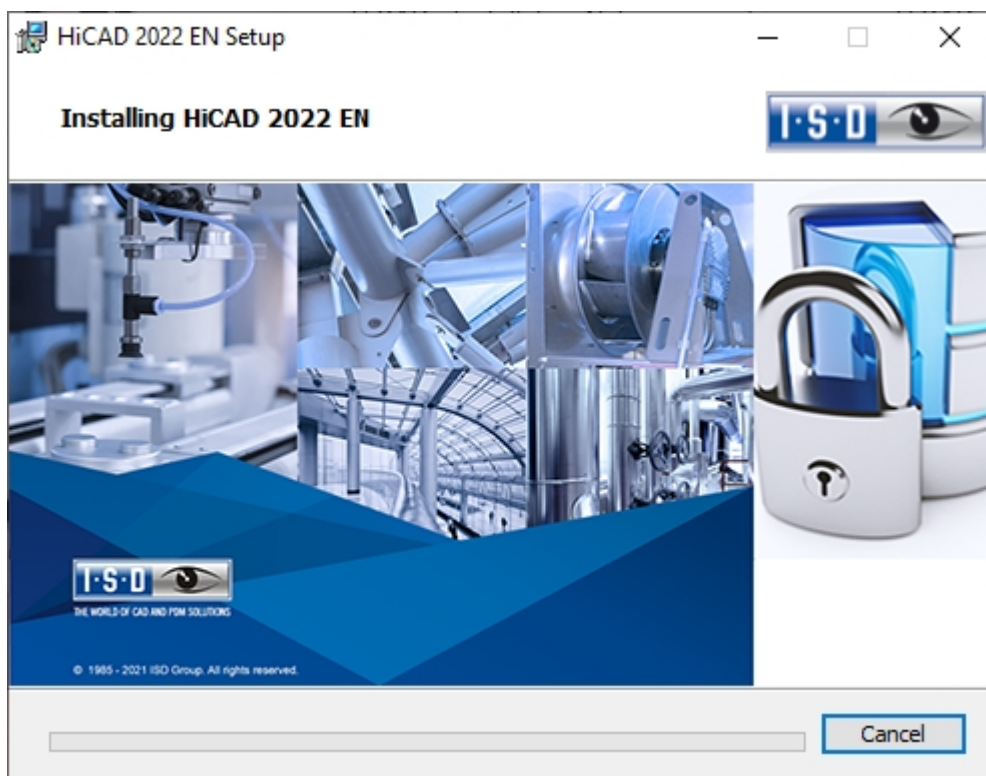 HiCAD 2022 EN Setup
Installing HiCAD 2022 EN
I·S·D
I·S·D
THE WORLD OF CAD AND PDM SOLUTIONS
© 1985 - 2021 ISD Group. All rights reserved.
Cancel